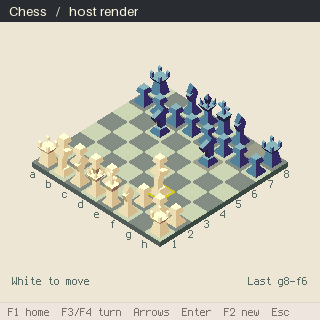 Chess / host render
a b c d e f g h
1 2 3 4 5 6 7 8
White to move
Last g8-f6
F1 home F3/F4 turn Arrows Enter F2 new Esc